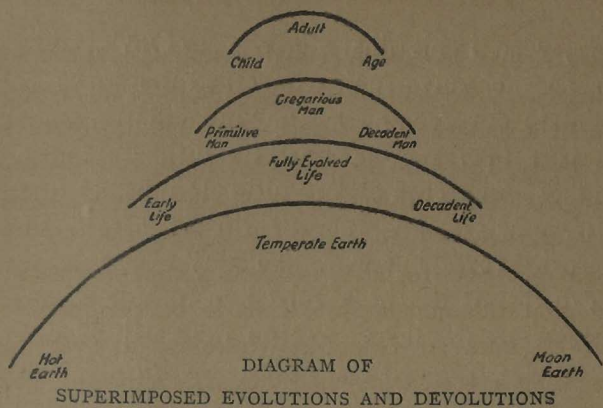 Adult
Child
Age
Gregarious
Man
Primitive
Man
Decadent
Man
Fully Evolved
Life
Early
Life
Decadent
Life
Temperate Earth
Hot
Earth
Moon
Earth
DIAGRAM OF
SUPERIMPOSED EVOLUTIONS AND DEVOLUTIONS